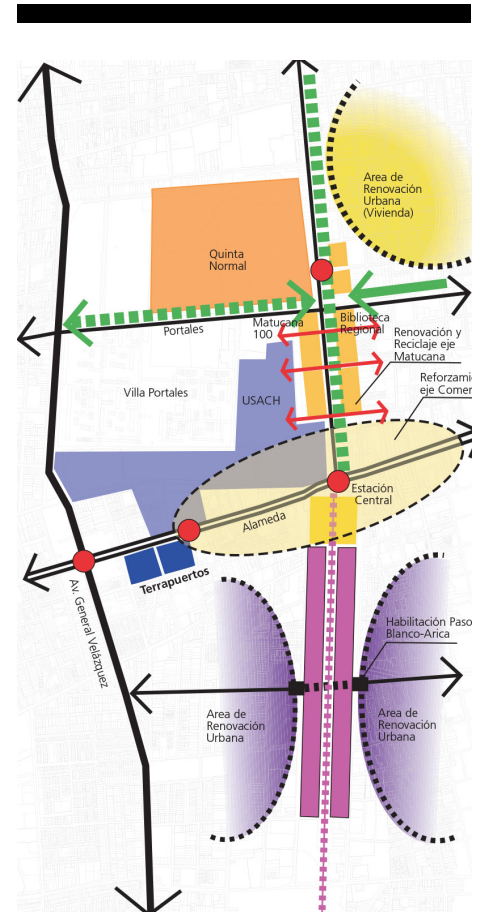 Area de
Renovación
Urbana
(Vivienda)
Quinta
Normal
Portales
Matucana
100
Biblioteca
Regional
Renovación y
Reciclaje eje
Matucana
Villa Portales
USACH
Reforzami
eje Comer
Estación
Central
Alameda
Terrapuertos
Av. General Velázquez
Habilitación Paso
Blanco-Arica
Area de
Renovación
Urbana
Area de
Renovación
Urbana